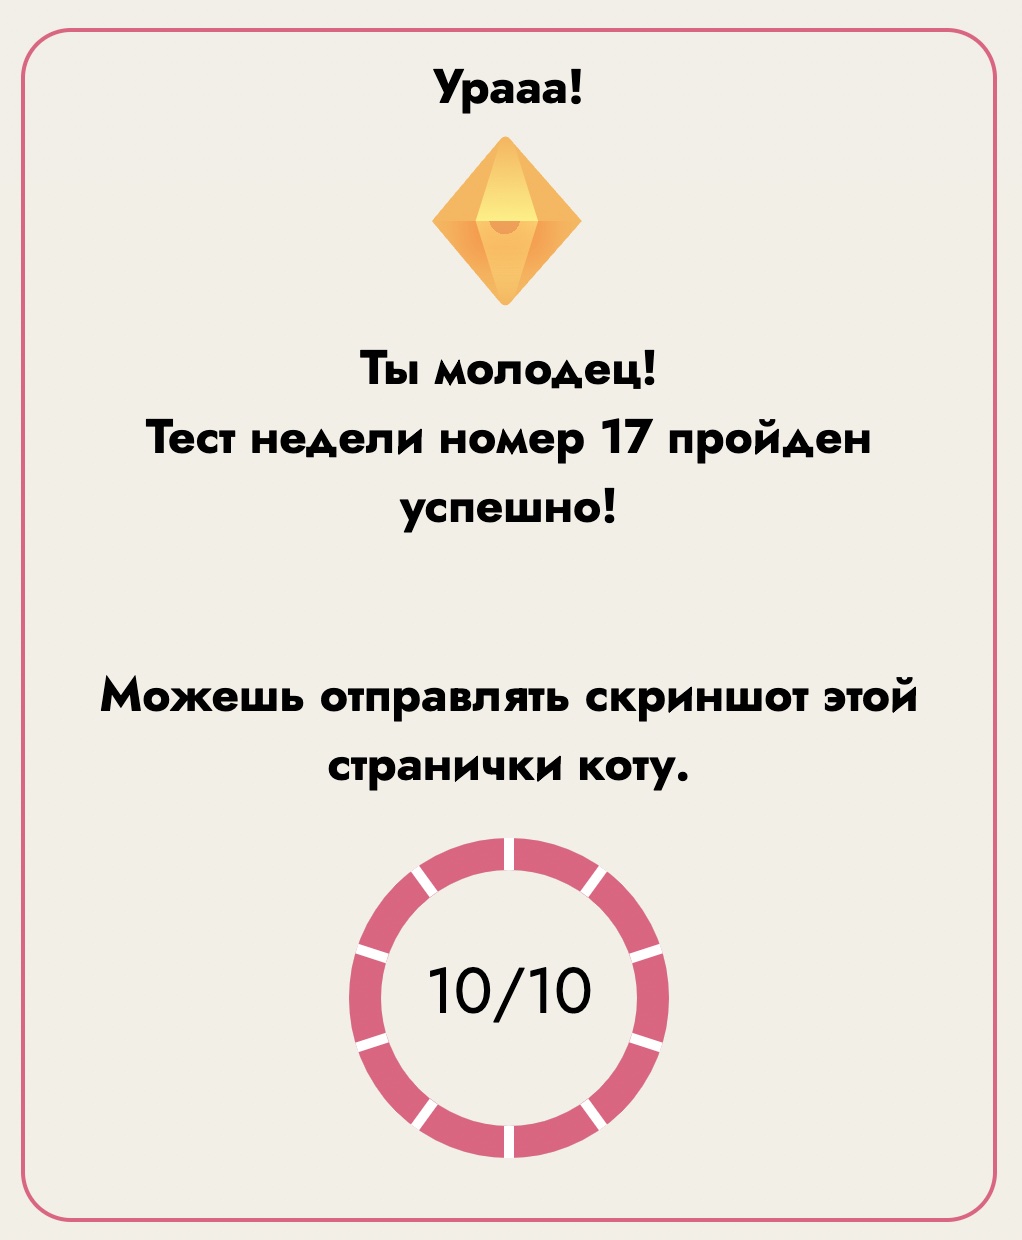 Урааа!
Ты молодец!
Тест недели номер 17 пройден
успешно!
Можешь отправлять скриншот этой
странички коту.
10/10